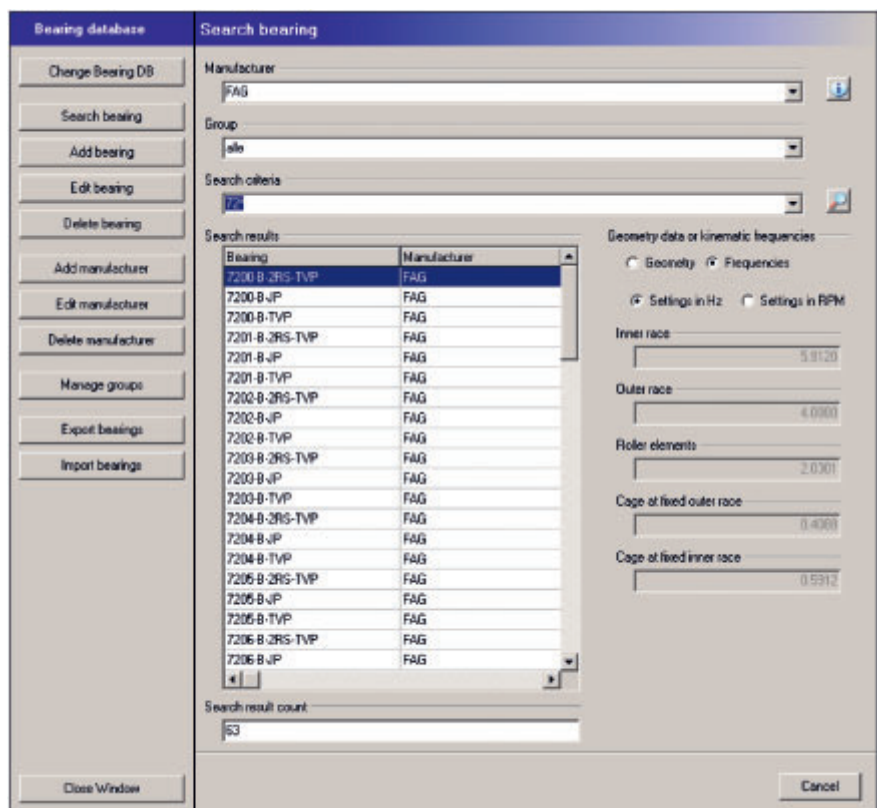 Bearing database
Change Bearing DB
Search bearing
Add bearing
Edit bearing
Delete bearing
Add manufacturer
Edit manufacturer
Delete manufacturer
Manage groups
Export bearings
Import bearings
Close Window
Search bearing
Manufacturer
FAG
Group
alle
Search criteria
72*
Search results
Bearing Manufacturer
7200-B-2RS-TVP FAG
7200-B-JP FAG
7200-B-TVP FAG
7201-B-2RS-TVP FAG
7201-B-JP FAG
7201-B-TVP FAG
7202-B-2RS-TVP FAG
7202-B-JP FAG
7202-B-TVP FAG
7203-B-2RS-TVP FAG
7203-B-JP FAG
7203-B-TVP FAG
7204-B-2RS-TVP FAG
7204-B-JP FAG
7204-B-TVP FAG
7205-B-2RS-TVP FAG
7205-B-JP FAG
7205-B-TVP FAG
7206-B-2RS-TVP FAG
7206-B-JP FAG
Search result count
63
Geometry data or kinematic frequencies
Geometry Frequencies
Settings in Hz Settings in RPM
Inner race
5.9120
Outer race
4.0880
Roller elements
2.0301
Cage at fixed outer race
0.4088
Cage at fixed inner race
0.5912
Cancel